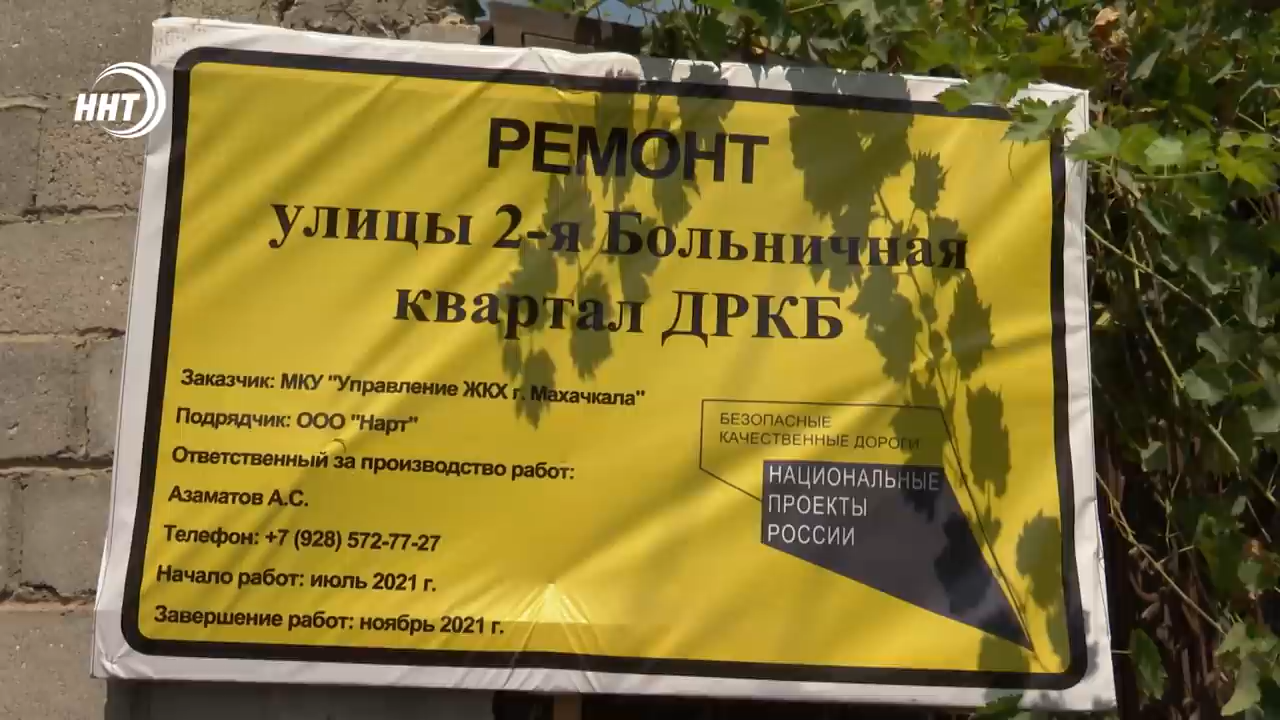 ННТ
РЕМОНТ
улицы 2-я Больничная
квартал ДРКБ
Заказчик: МКУ "Управление ЖКХ г. Махачкала"
Подрядчик: ООО "Нарт"
Ответственный за производство работ:
Азаматов А.С.
Телефон: +7 (928) 572-77-27
Начало работ: июль 2021 г.
Завершение работ: ноябрь 2021 г.
БЕЗОПАСНЫЕ
КАЧЕСТВЕННЫЕ ДОРОГИ
НАЦИОНАЛЬНЫЕ
ПРОЕКТЫ
РОССИИ